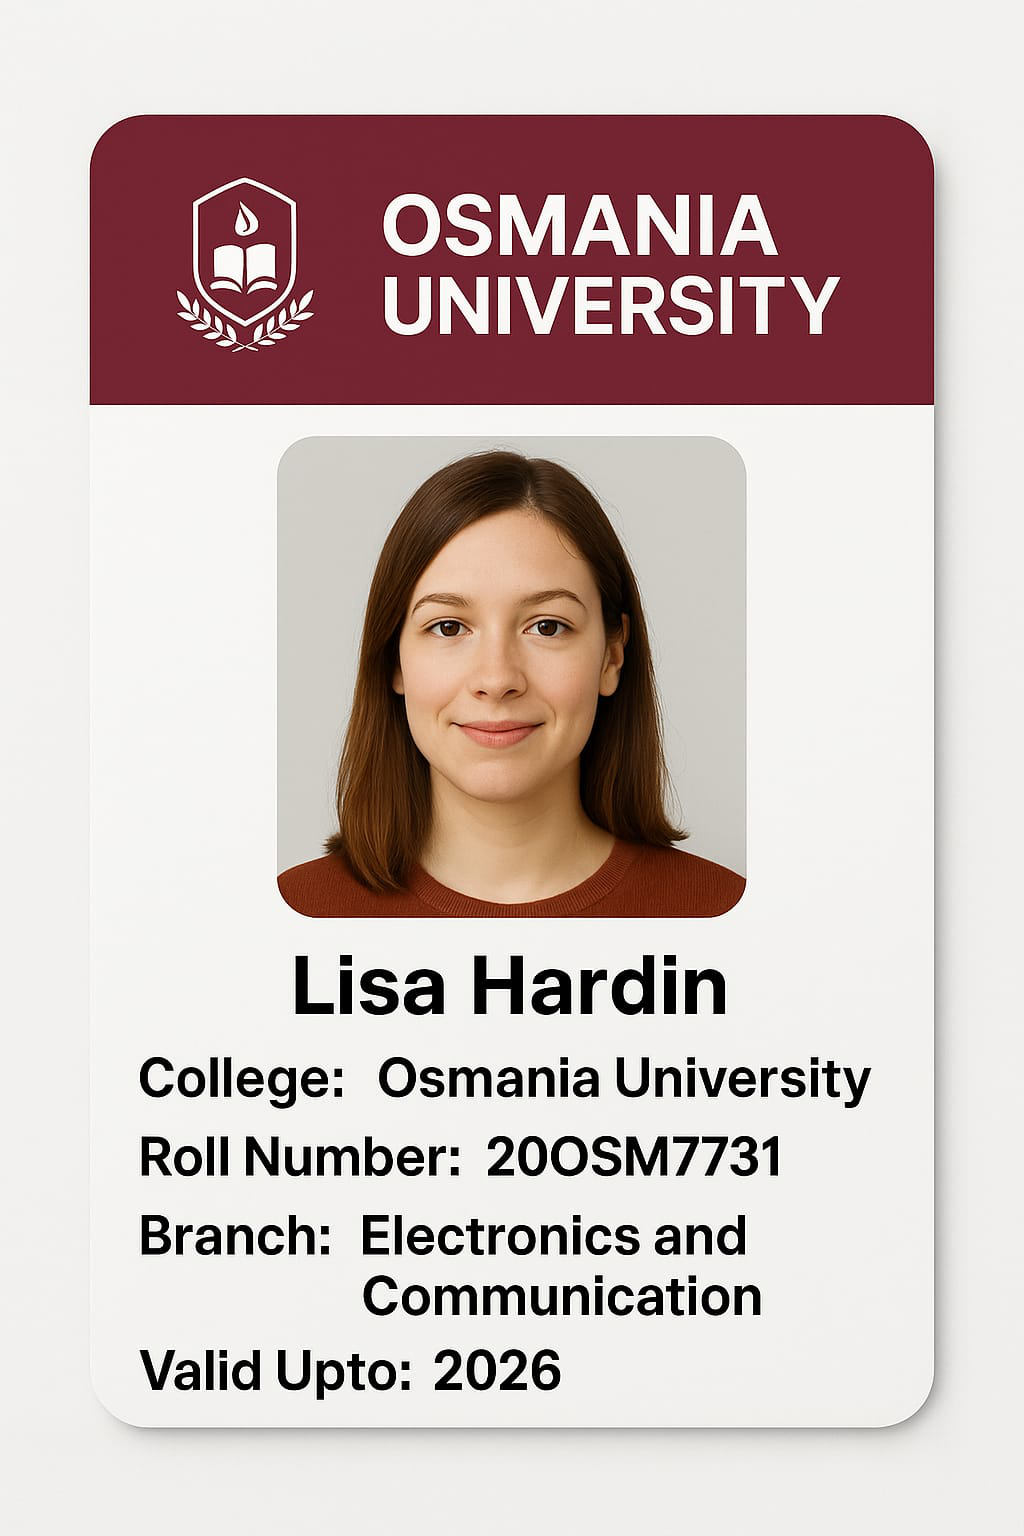 OSMANIA
UNIVERSITY
Lisa Hardin
College: Osmania University
Roll Number: 20OSM7731
Branch: Electronics and
Communication
Valid Upto: 2026